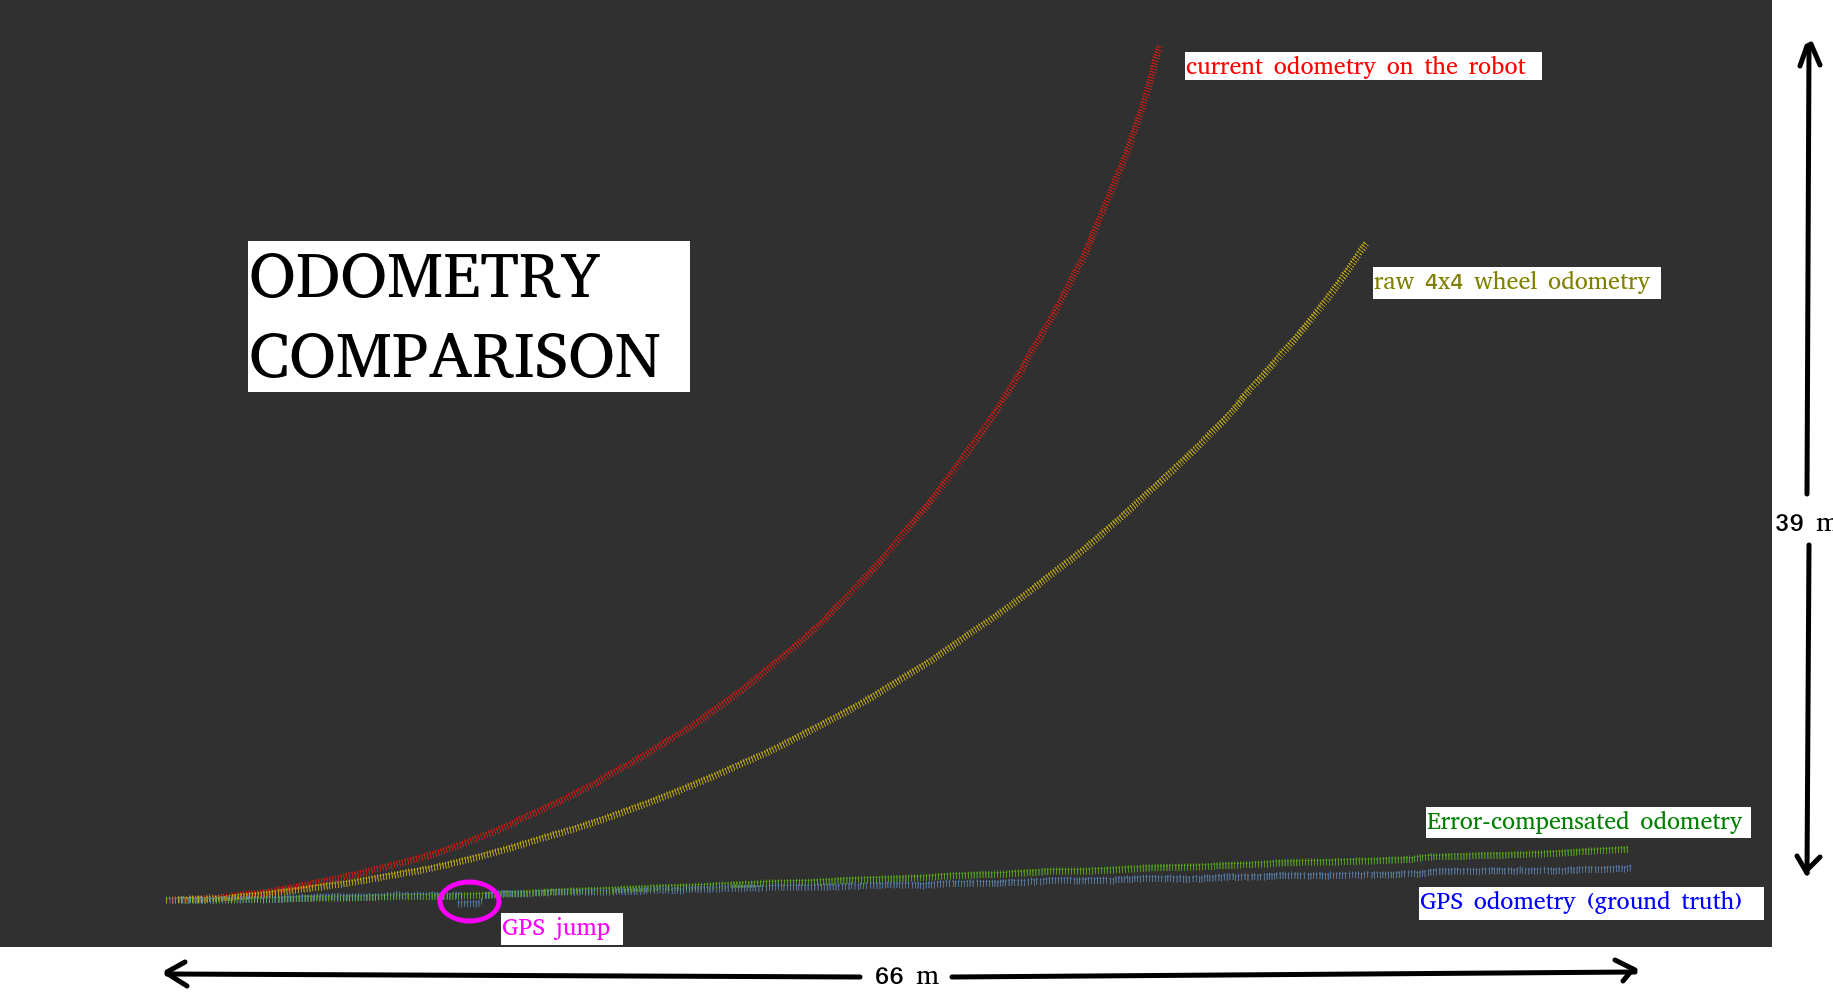 current odometry on the robot
ODOMETRY
COMPARISON
raw 4x4 wheel odometry
39 m
Error-compensated odometry
GPS odometry (ground truth)
GPS jump
66 m